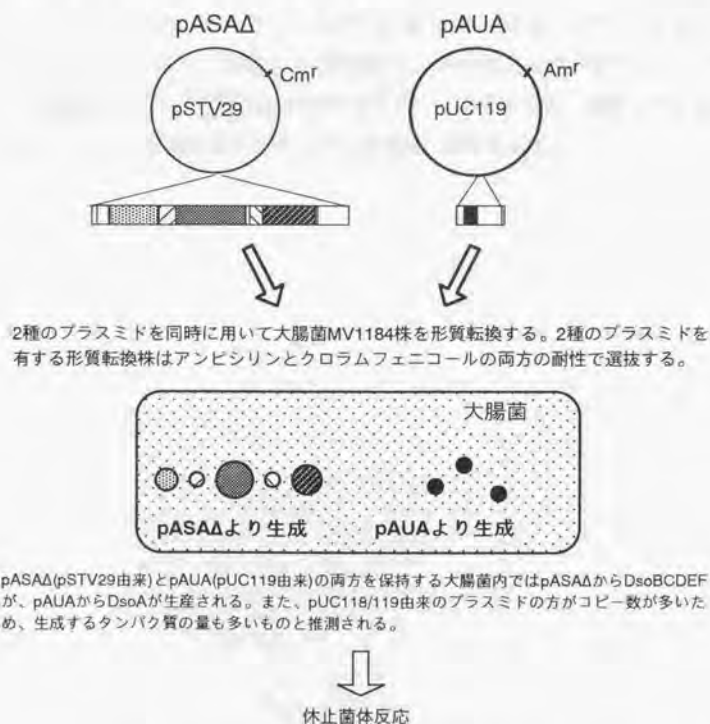 pASAΔ
pAUA
Cmʳ
Amʳ
pSTV29
pUC119
2種のプラスミドを同時に用いて大腸菌MV1184株を形質転換する。2種のプラスミドを
有する形質転換株はアンピシリンとクロラムフェニコールの両方の耐性で選抜する。
大腸菌
pASAΔより生成
pAUAより生成
pASAΔ(pSTV29由来)とpAUA(pUC119由来)の両方を保持する大腸菌内ではpASAΔからDsoBCDEF
が、pAUAからDsoAが生産される。また、pUC118/119由来のプラスミドの方がコピー数が多いた
め、生成するタンパク質の量も多いものと推測される。
休止菌体反応